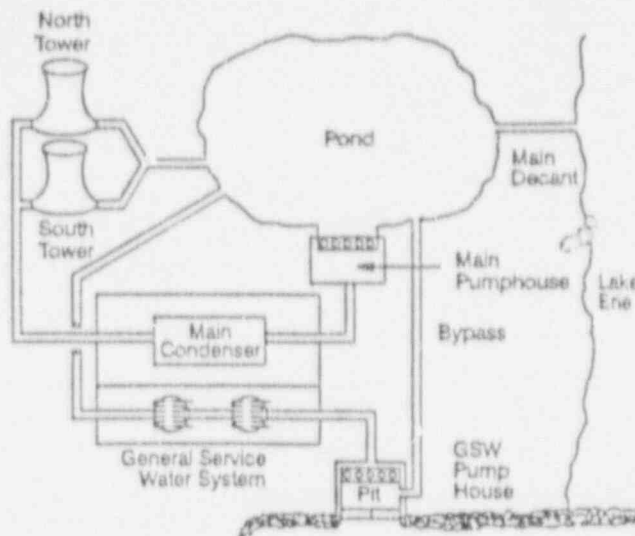 North
Tower
South
Tower
Pond
Main
Decant
Main
Pumphouse
Lake
Erie
Main
Condenser
Bypass
General Service
Water System
GSW
Pump
House
Pit